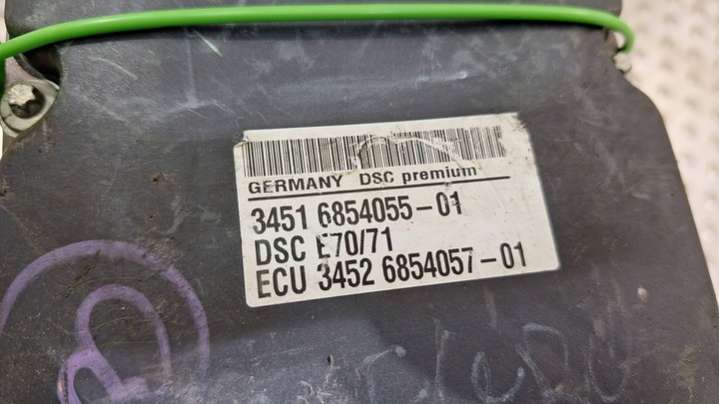 GERMANY DSC premium
3451 6854055-01
DSC E70/71
ECU 3452 6854057-01